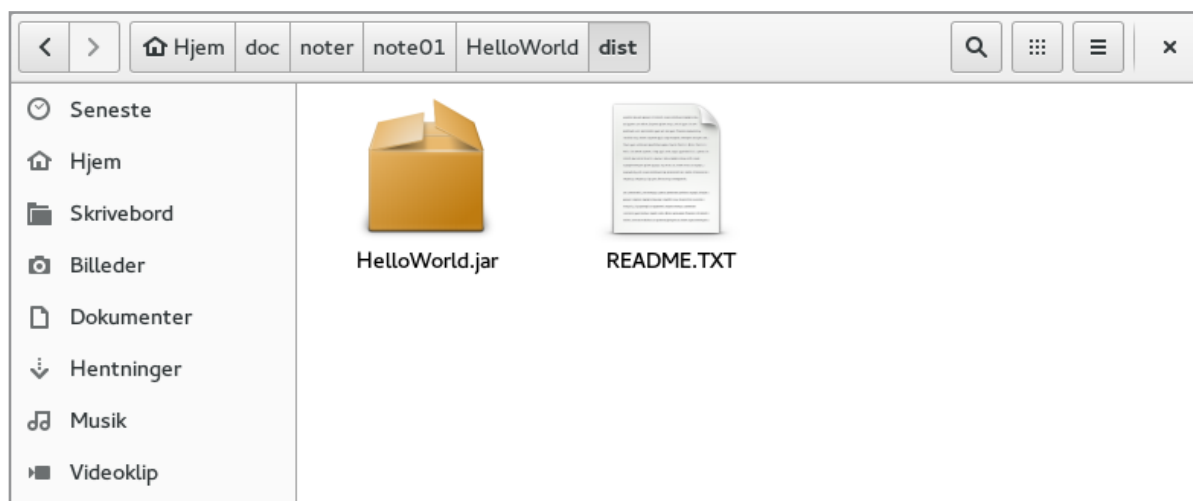 Hjem doc noter note01 HelloWorld dist
Seneste
Hjem
Skrivebord
Billeder
Dokumenter
Hentninger
Musik
Videoklip
HelloWorld.jar README.TXT